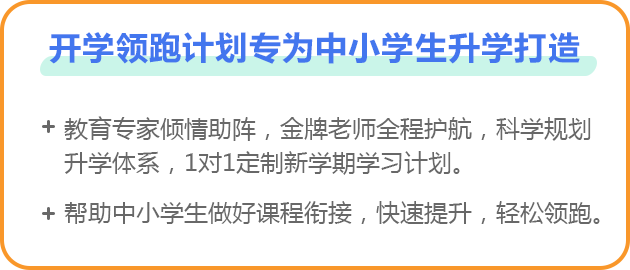 开学领跑计划专为中小学生升学打造
+ 教育专家倾情助阵，金牌老师全程护航，科学规划
升学体系，1对1定制新学期学习计划。
+ 帮助中小学生做好课程衔接，快速提升，轻松领跑。